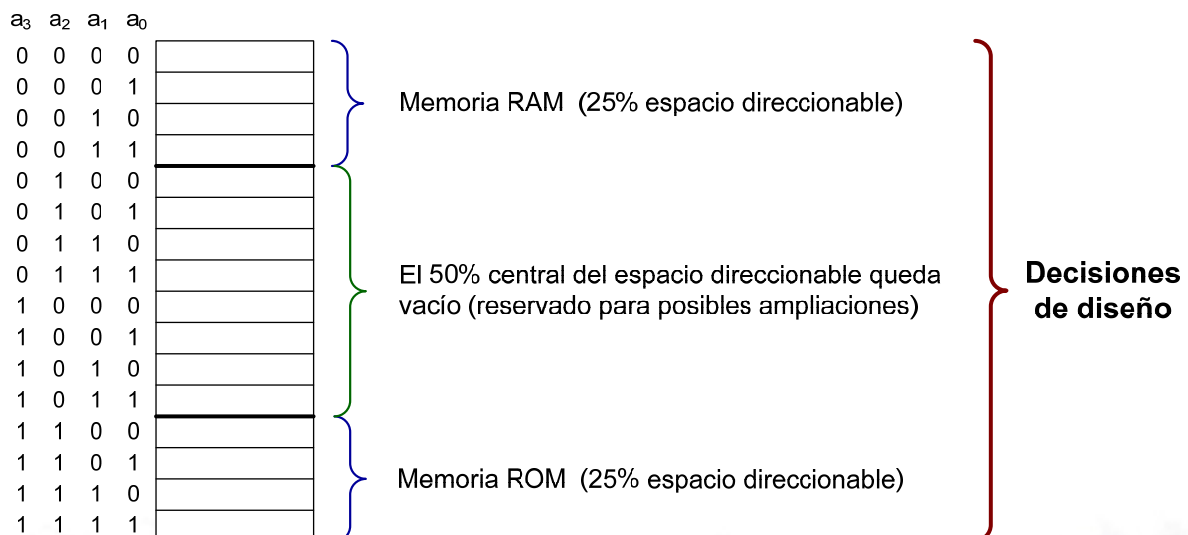 a₃ a₂ a₁ a₀
0 0 0 0
0 0 0 1
0 0 1 0
0 0 1 1
0 1 0 0
0 1 0 1
0 1 1 0
0 1 1 1
1 0 0 0
1 0 0 1
1 0 1 0
1 0 1 1
1 1 0 0
1 1 0 1
1 1 1 0
1 1 1 1
Memoria RAM (25% espacio direccionable)
El 50% central del espacio direccionable queda
vacío (reservado para posibles ampliaciones)
Memoria ROM (25% espacio direccionable)
Decisiones
de diseño